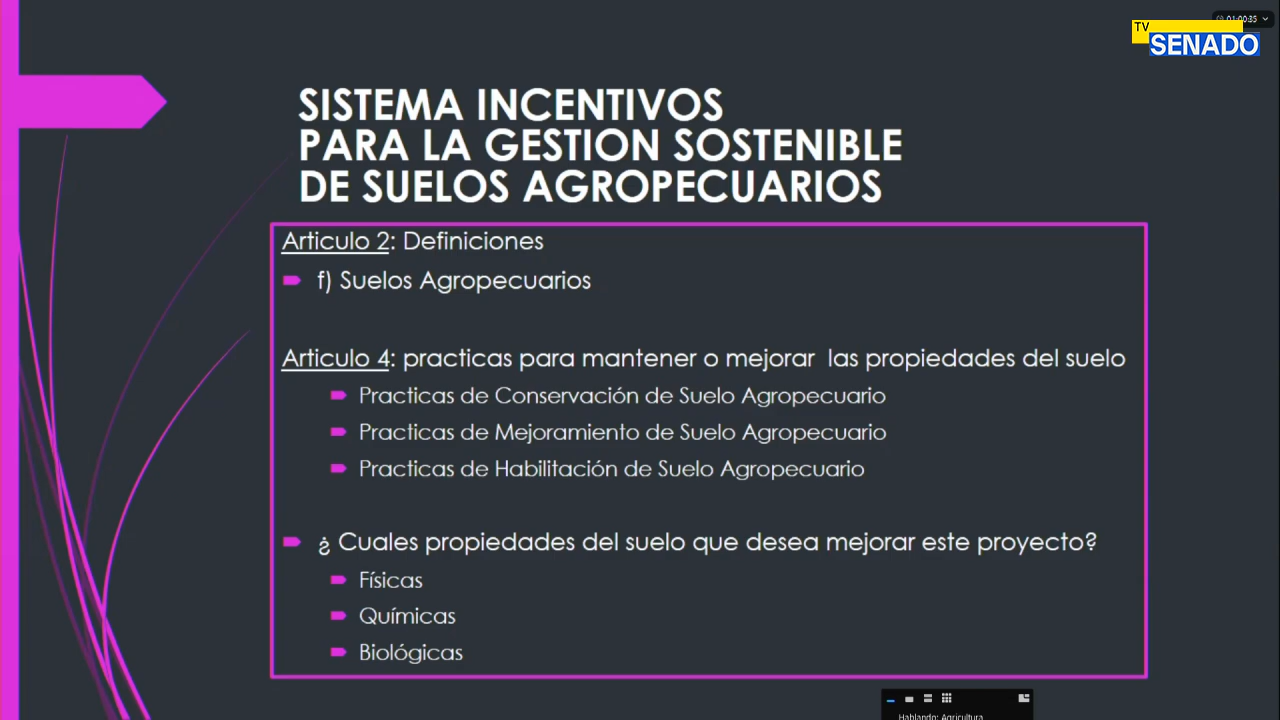 01:00:35
TV
SENADO
SISTEMA INCENTIVOS
PARA LA GESTION SOSTENIBLE
DE SUELOS AGROPECUARIOS
Articulo 2: Definiciones
f) Suelos Agropecuarios
Articulo 4: practicas para mantener o mejorar las propiedades del suelo
Practicas de Conservación de Suelo Agropecuario
Practicas de Mejoramiento de Suelo Agropecuario
Practicas de Habilitación de Suelo Agropecuario
¿ Cuales propiedades del suelo que desea mejorar este proyecto?
Físicas
Químicas
Biológicas
Hablando: Agricultura